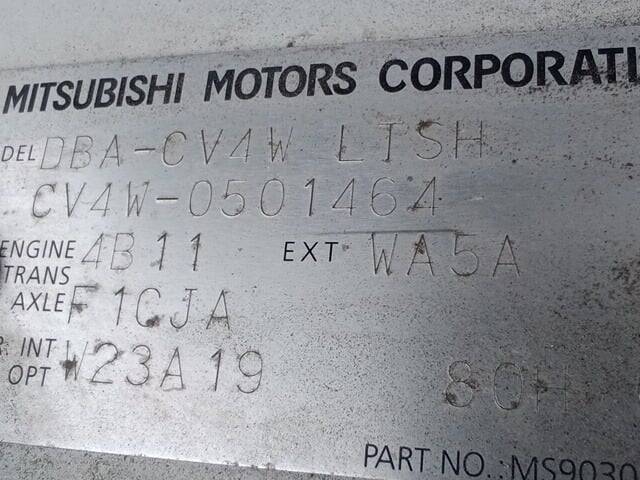 MITSUBISHI MOTORS CORPORATI
DEL DBA-CV4W LTSH
CV4W-0501464
ENGINE 4B11 EXT WA5A
TRANS
AXLE F1CJA
R INT
OPT W23A19 80H
PART NO.:MS9030